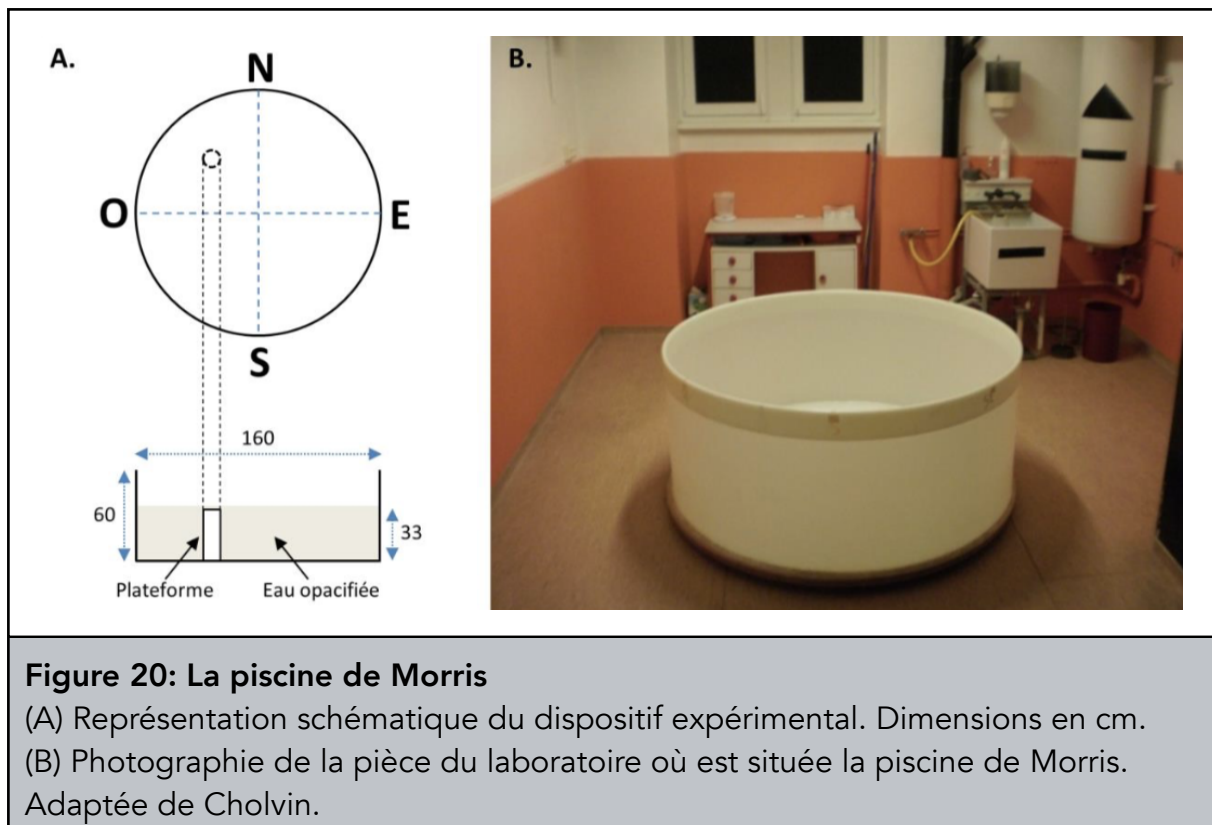 A.
N
O
E
S
160
60
33
Plateforme
Eau opacifiée
B.
Figure 20: La piscine de Morris
(A) Représentation schématique du dispositif expérimental. Dimensions en cm.
(B) Photographie de la pièce du laboratoire où est située la piscine de Morris.
Adaptée de Cholvin.